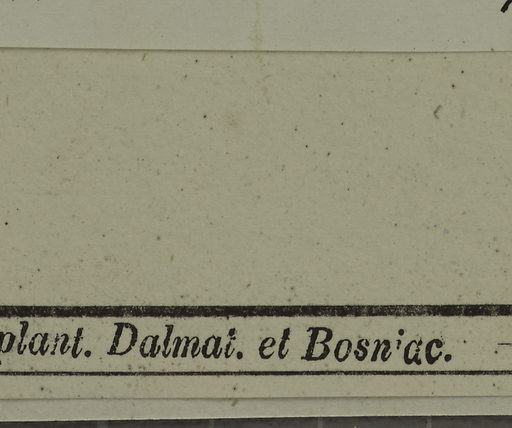 plant. Dalmat. et Bosniac.